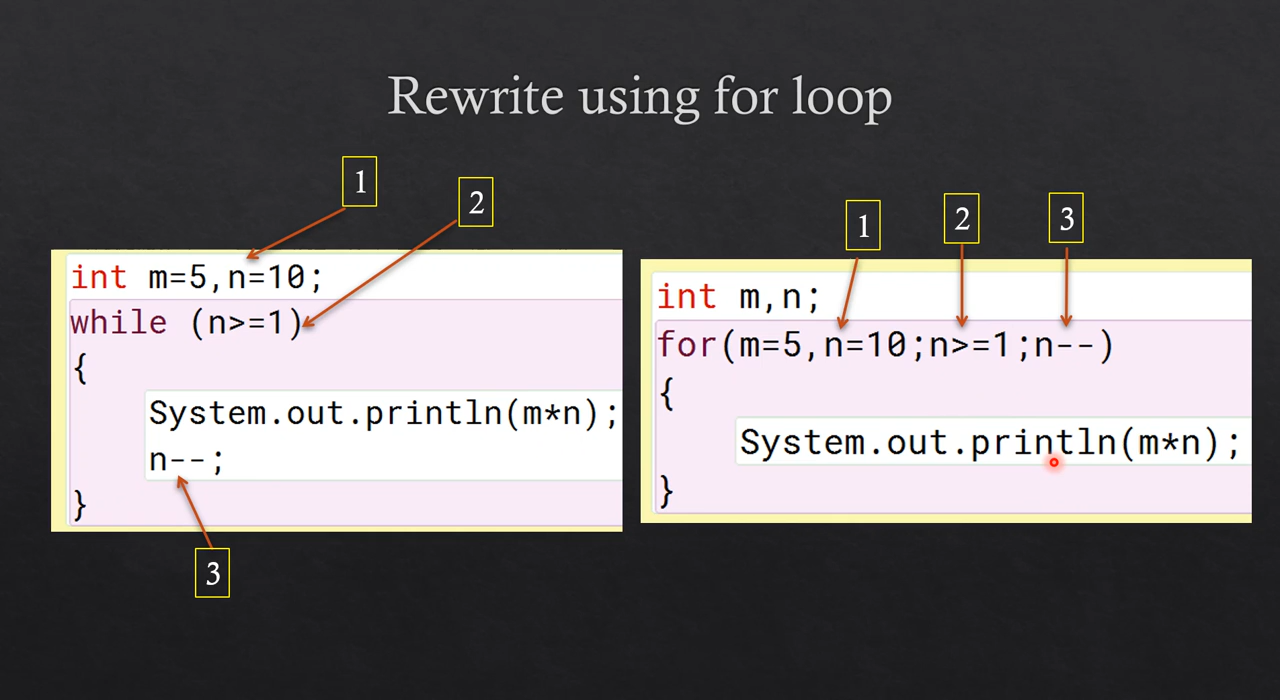 Rewrite using for loop
1
2
int m=5,n=10;
while (n>=1)
{
System.out.println(m*n);
n--;
}
3
1
2
3
int m,n;
for(m=5,n=10;n>=1;n--)
{
System.out.println(m*n);
}